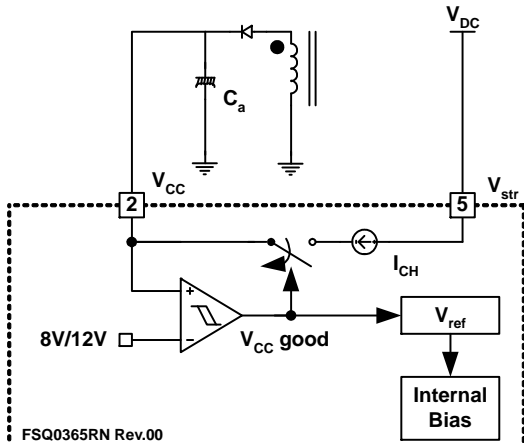 V_DC
C_a
V_CC
2
5
V_str
I_CH
+
8V/12V
−
V_CC good
V_ref
Internal
Bias
FSQ0365RN Rev.00